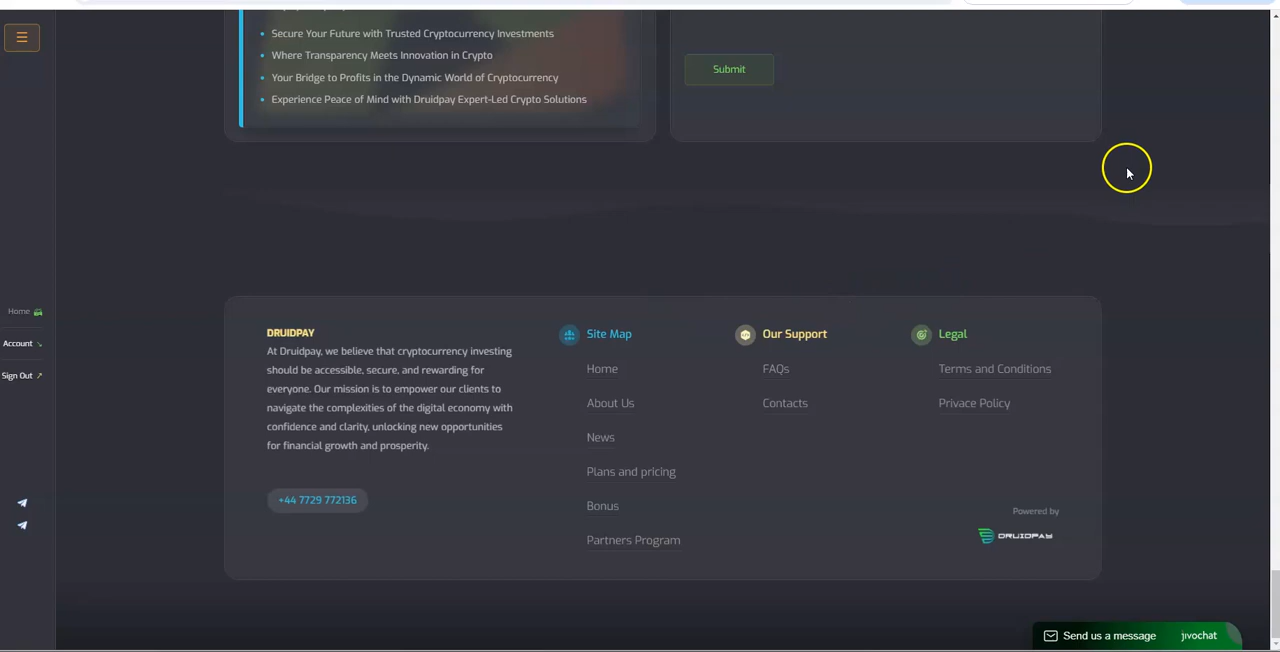 Secure Your Future with Trusted Cryptocurrency Investments
Where Transparency Meets Innovation in Crypto
Your Bridge to Profits in the Dynamic World of Cryptocurrency
Experience Peace of Mind with Druidpay Expert-Led Crypto Solutions
Submit
Home
Account
Sign Out
DRUIDPAY
At Druidpay, we believe that cryptocurrency investing
should be accessible, secure, and rewarding for
everyone. Our mission is to empower our clients to
navigate the complexities of the digital economy with
confidence and clarity, unlocking new opportunities
for financial growth and prosperity.
+44 7729 772136
Site Map
Home
About Us
News
Plans and pricing
Bonus
Partners Program
Our Support
FAQs
Contacts
Legal
Terms and Conditions
Privace Policy
Powered by
DRUIDPAY
Send us a message jivochat